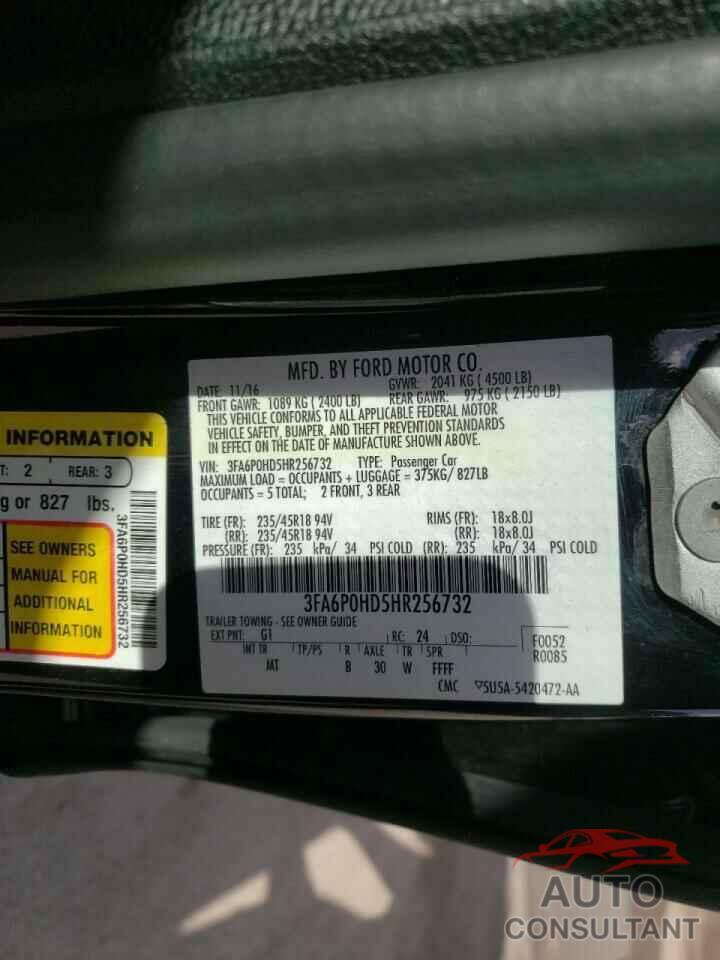 MFD. BY FORD MOTOR CO.
DATE: 11/16 GVWR: 2041 KG ( 4500 LB)
FRONT GAWR: 1089 KG ( 2400 LB) REAR GAWR: 975 KG ( 2150 LB)
THIS VEHICLE CONFORMS TO ALL APPLICABLE FEDERAL MOTOR
VEHICLE SAFETY, BUMPER, AND THEFT PREVENTION STANDARDS
IN EFFECT ON THE DATE OF MANUFACTURE SHOWN ABOVE.
VIN: 3FA6P0HD5HR256732 TYPE: Passenger Car
MAXIMUM LOAD = OCCUPANTS + LUGGAGE = 375KG/ 827LB
OCCUPANTS = 5 TOTAL; 2 FRONT, 3 REAR
TIRE (FR): 235/45R18 94V RIMS (FR): 18x8.0J
(RR): 235/45R18 94V (RR): 18x8.0J
PRESSURE (FR): 235 kPa/ 34 PSI COLD (RR): 235 kPa/ 34 PSI COLD
3FA6P0HD5HR256732
TRAILER TOWING - SEE OWNER GUIDE
EXT PNT: G1 RC: 24 DSO: F0052
INT TR TP/PS R AXLE TR SPR R0085
MT B 30 W FFFF
CMC 5U5A-5420472-AA
INFORMATION
T: 2 REAR: 3
g or 827 lbs.
SEE OWNERS
MANUAL FOR
ADDITIONAL
INFORMATION
3FA6P0HD5HR256732
AUTO
CONSULTANT